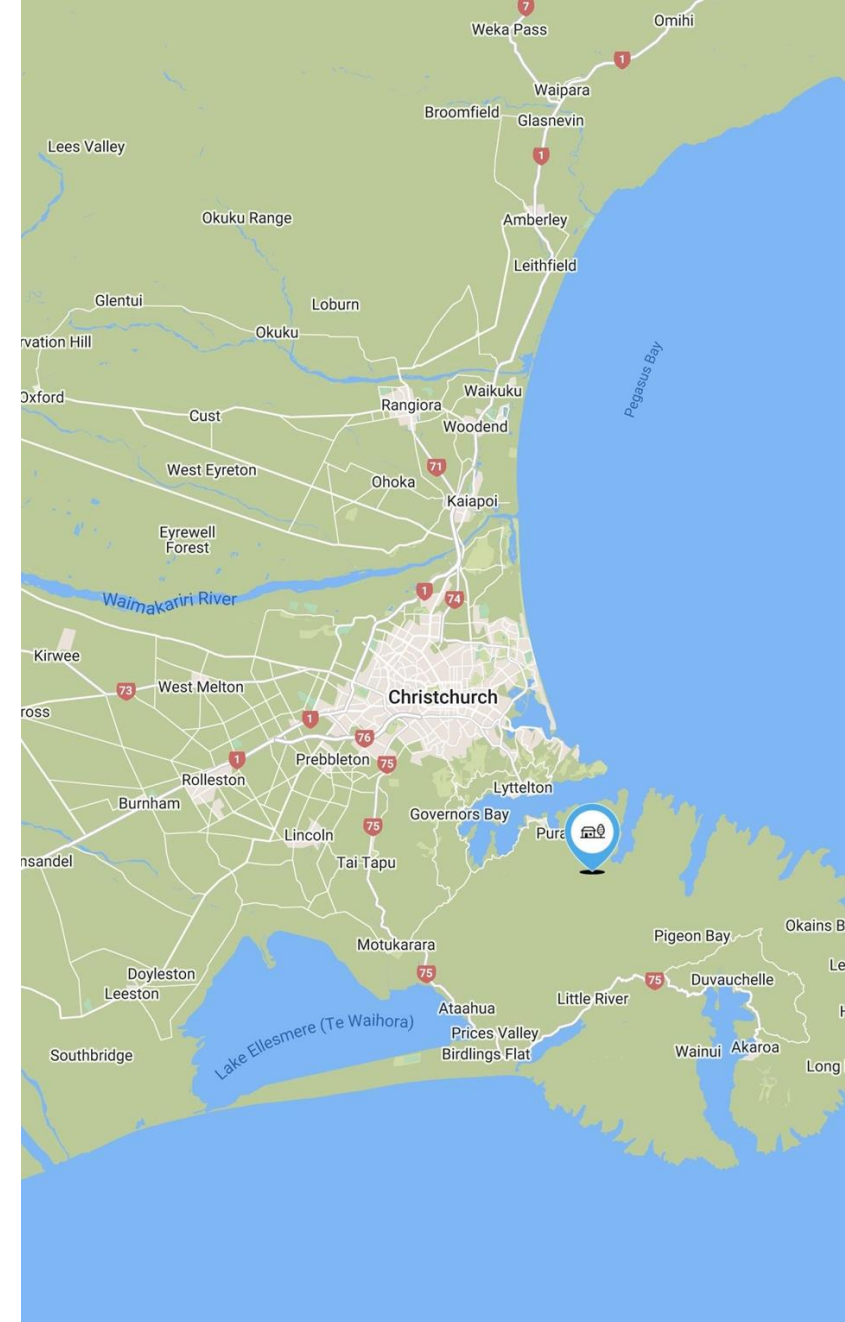 7
Omihi
Weka Pass
1
Waipara
Broomfield
Glasnevin
Lees Valley
1
Okuku Range
Amberley
Leithfield
Glentui
Loburn
Okuku
rvation Hill
Pegasus Bay
Oxford
Waikuku
Rangiora
Cust
Woodend
71
West Eyreton
Ohoka
Kaiapoi
Eyrewell
Forest
1
74
Waimakariri River
Kirwee
73
West Melton
Christchurch
ross
1
76
1
Prebbleton
75
Rolleston
Lyttelton
Burnham
Governors Bay
75
Lincoln
Pura
nsandel
Tai Tapu
Okains B
Pigeon Bay
Motukarara
Le
Doyleston
75
75
Duvauchelle
Leeston
Little River
Ataahua
H
Lake Ellesmere (Te Waihora)
Prices Valley
Southbridge
Birdlings Flat
Wainui
Akaroa
Long